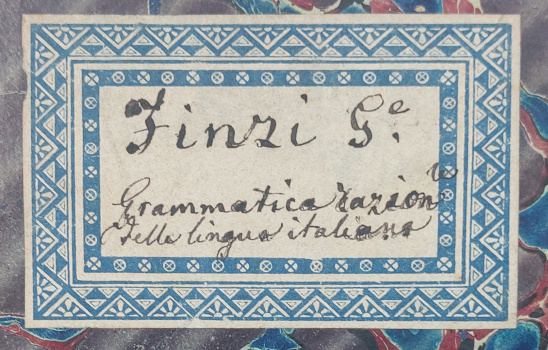 Finzi G.e
Grammatica razion.le
della lingua italiana